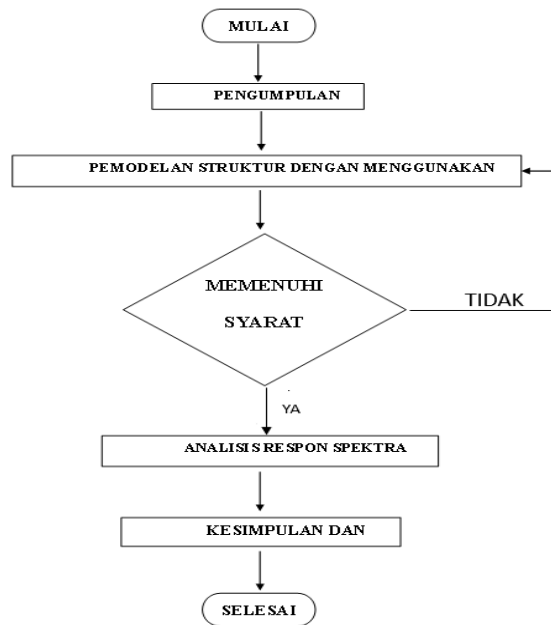 MULAI
PENGUMPULAN
PEMODELAN STRUKTUR DENGAN MENGGUNAKAN
MEMENUHI
SYARAT
TIDAK
YA
ANALISIS RESPON SPEKTRA
KESIMPULAN DAN
SELESAI